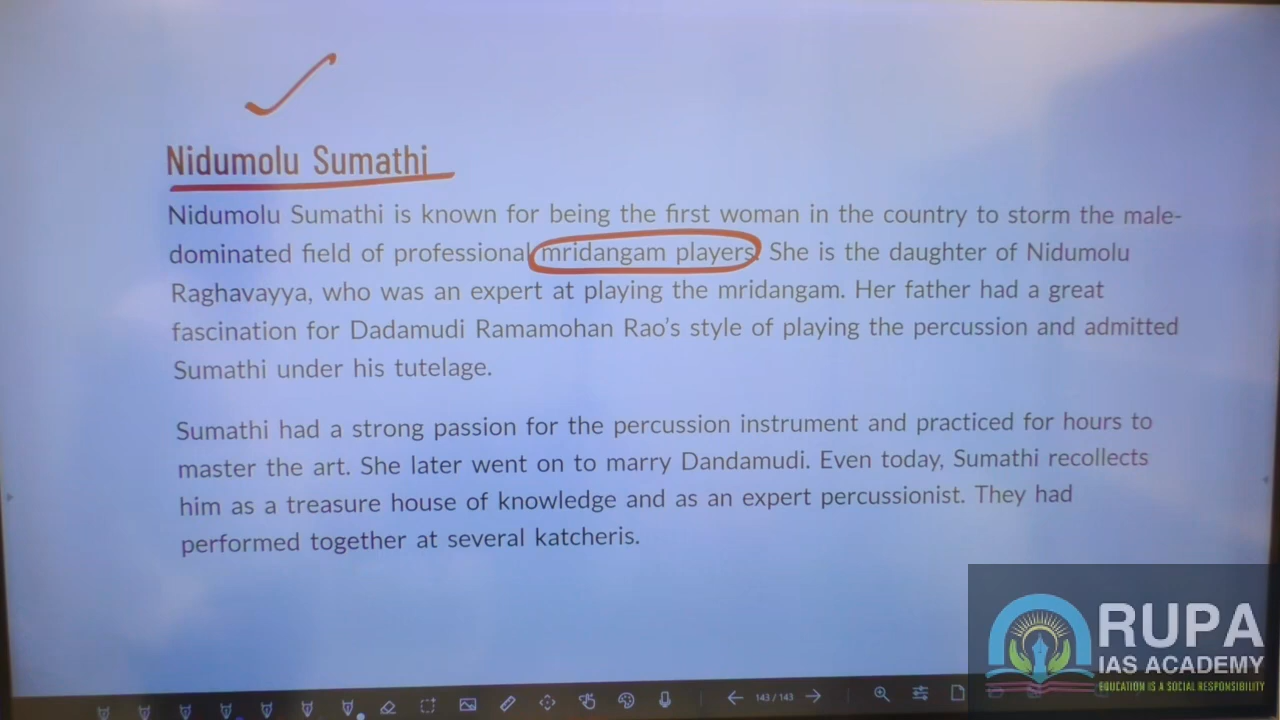 Nidumolu Sumathi
Nidumolu Sumathi is known for being the first woman in the country to storm the male-
dominated field of professional mridangam players. She is the daughter of Nidumolu
Raghavayya, who was an expert at playing the mridangam. Her father had a great
fascination for Dadamudi Ramamohan Rao's style of playing the percussion and admitted
Sumathi under his tutelage.
Sumathi had a strong passion for the percussion instrument and practiced for hours to
master the art. She later went on to marry Dandamudi. Even today, Sumathi recollects
him as a treasure house of knowledge and as an expert percussionist. They had
performed together at several katcheris.
RUPA
IAS ACADEMY
EDUCATION IS A SOCIAL RESPONSIBILITY
143 / 143